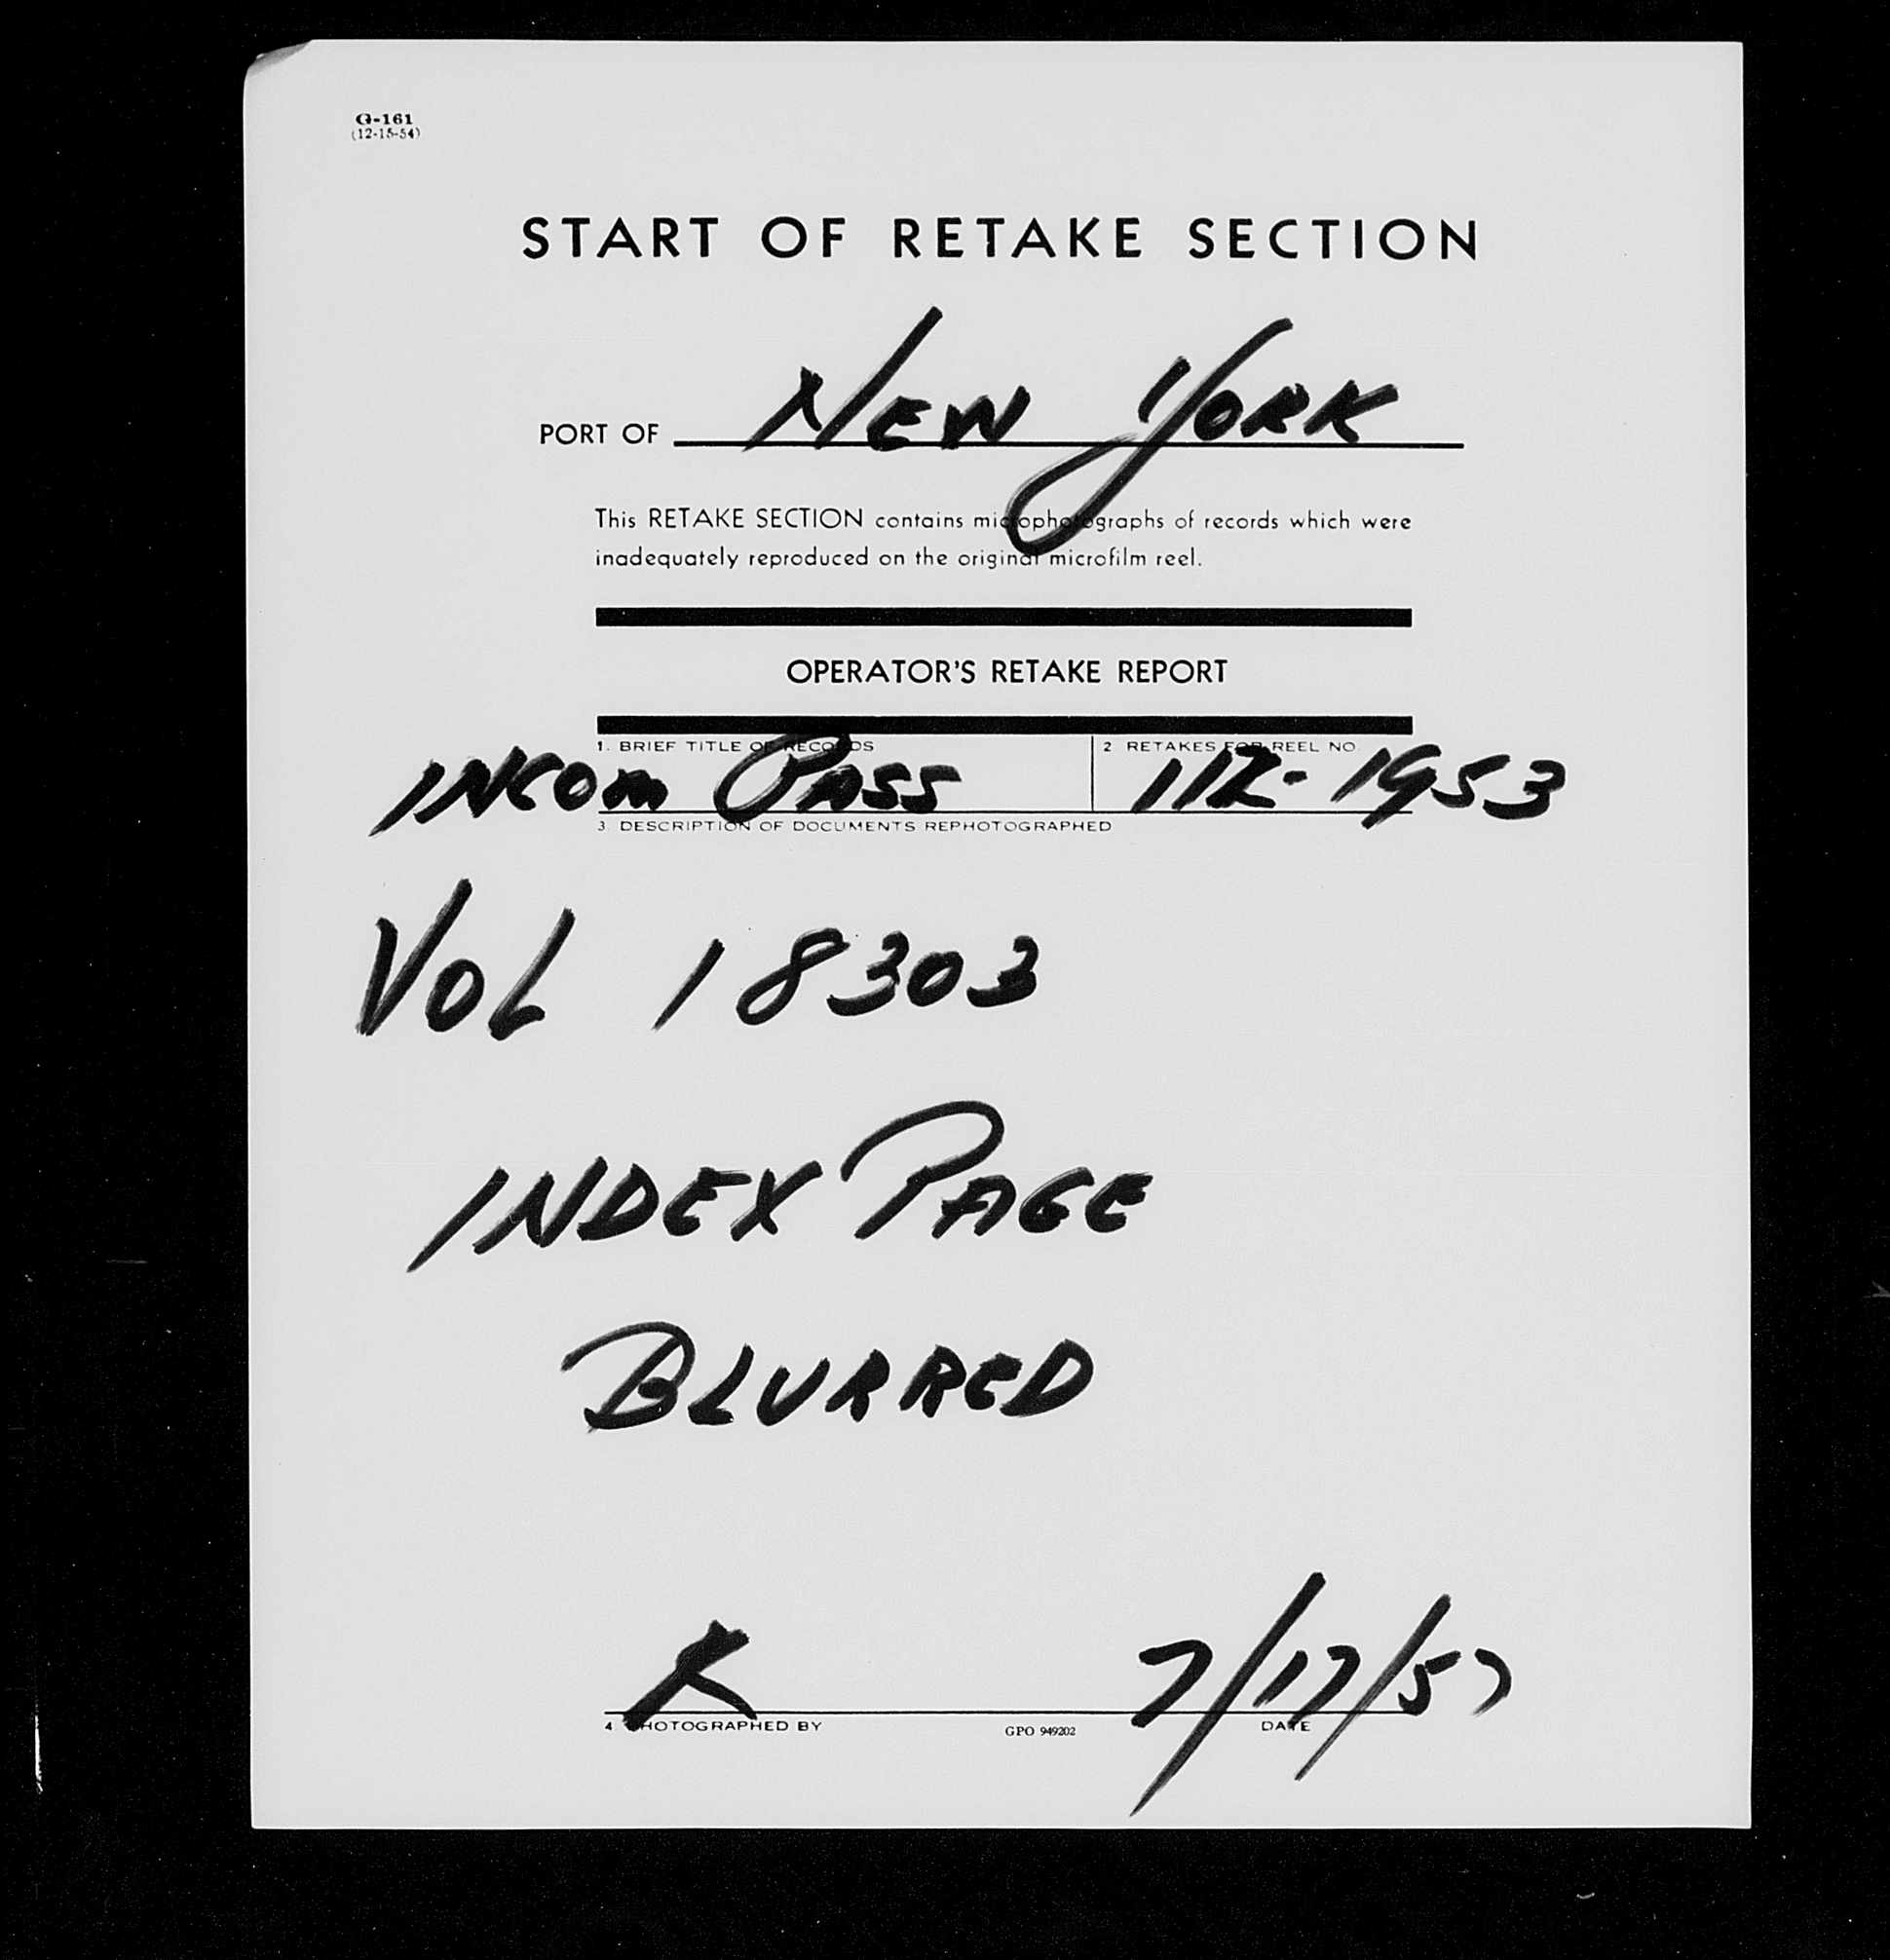 G-161
(12-15-54)
START OF RETAKE SECTION
PORT OF NEW YORK
This RETAKE SECTION contains microphotographs of records which were
inadequately reproduced on the original microfilm reel.
OPERATOR'S RETAKE REPORT
1. BRIEF TITLE OF RECORDS 2 RETAKES FOR REEL NO.
INCOM PASS 112-1953
3. DESCRIPTION OF DOCUMENTS REPHOTOGRAPHED
VOL 18303
INDEX PAGE
BLURRED
K 7/17/57
4 PHOTOGRAPHED BY GPO 949202 DATE